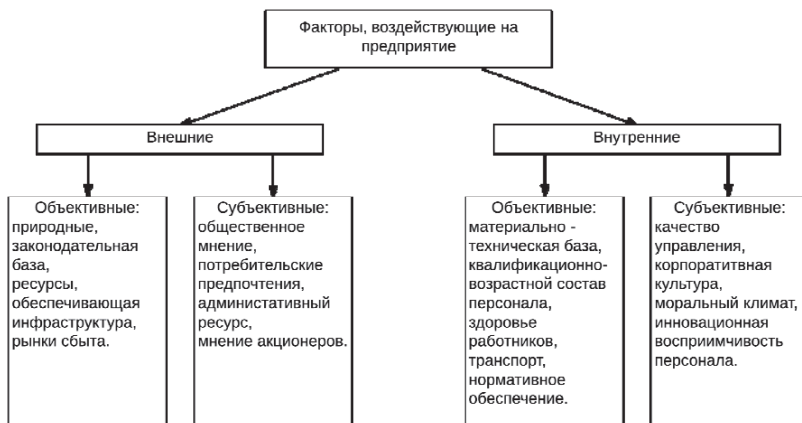 Факторы, воздействующие на
предприятие
Внешние
Внутренние
Объективные:
природные,
законодательная
база,
ресурсы,
обеспечивающая
инфраструктура,
рынки сбыта.
Субъективные:
общественное
мнение,
потребительские
предпочтения,
администативный
ресурс,
мнение акционеров.
Объективные:
материально -
техническая база,
квалификационно-
возрастной состав
персонала,
здоровье
работников,
транспорт,
нормативное
обеспечение.
Субъективные:
качество
управления,
корпоратитвная
культура,
моральный климат,
инновационная
восприимчивость
персонала.